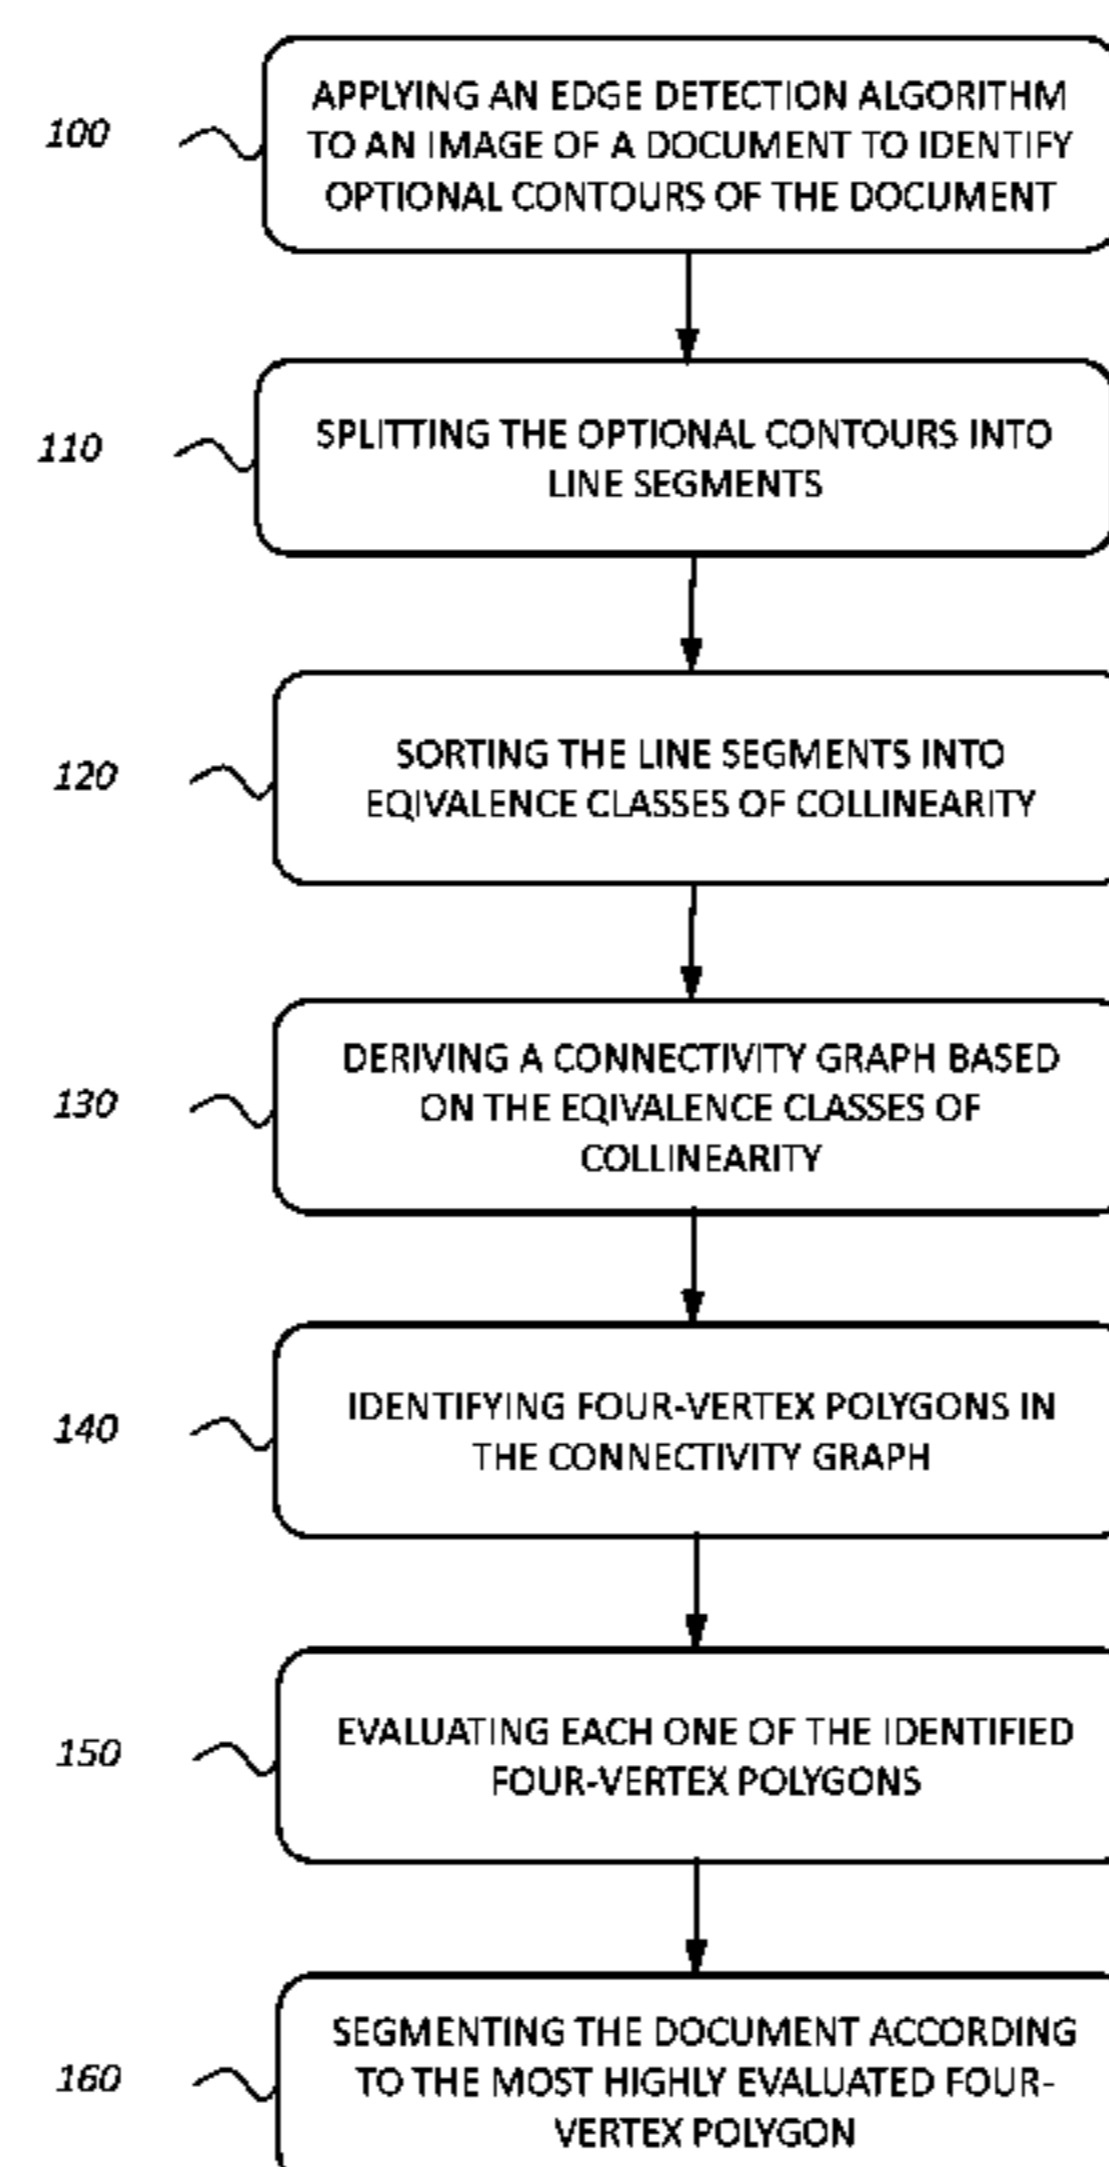 100
APPLYING AN EDGE DETECTION ALGORITHM
TO AN IMAGE OF A DOCUMENT TO IDENTIFY
OPTIONAL CONTOURS OF THE DOCUMENT
110
SPLITTING THE OPTIONAL CONTOURS INTO
LINE SEGMENTS
120
SORTING THE LINE SEGMENTS INTO
EQIVALENCE CLASSES OF COLLINEARITY
130
DERIVING A CONNECTIVITY GRAPH BASED
ON THE EQIVALENCE CLASSES OF
COLLINEARITY
140
IDENTIFYING FOUR-VERTEX POLYGONS IN
THE CONNECTIVITY GRAPH
150
EVALUATING EACH ONE OF THE IDENTIFIED
FOUR-VERTEX POLYGONS
160
SEGMENTING THE DOCUMENT ACCORDING
TO THE MOST HIGHLY EVALUATED FOUR-
VERTEX POLYGON